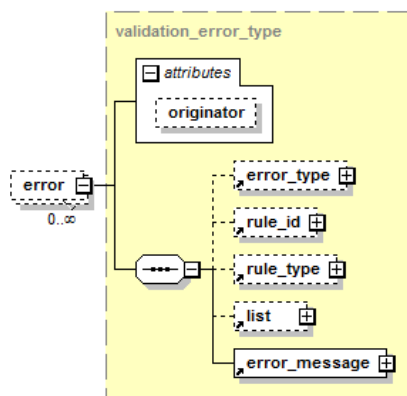 validation_error_type
attributes
originator
error
0..∞
error_type
rule_id
rule_type
list
error_message